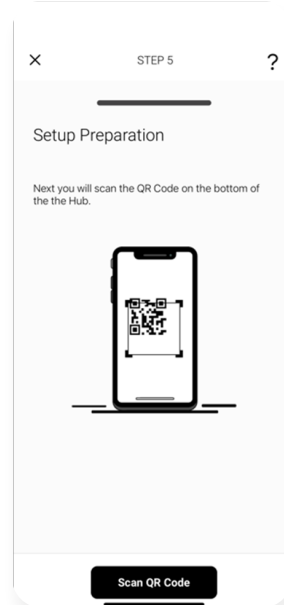 STEP 5
?
Setup Preparation
Next you will scan the QR Code on the bottom of
the the Hub.
Scan QR Code